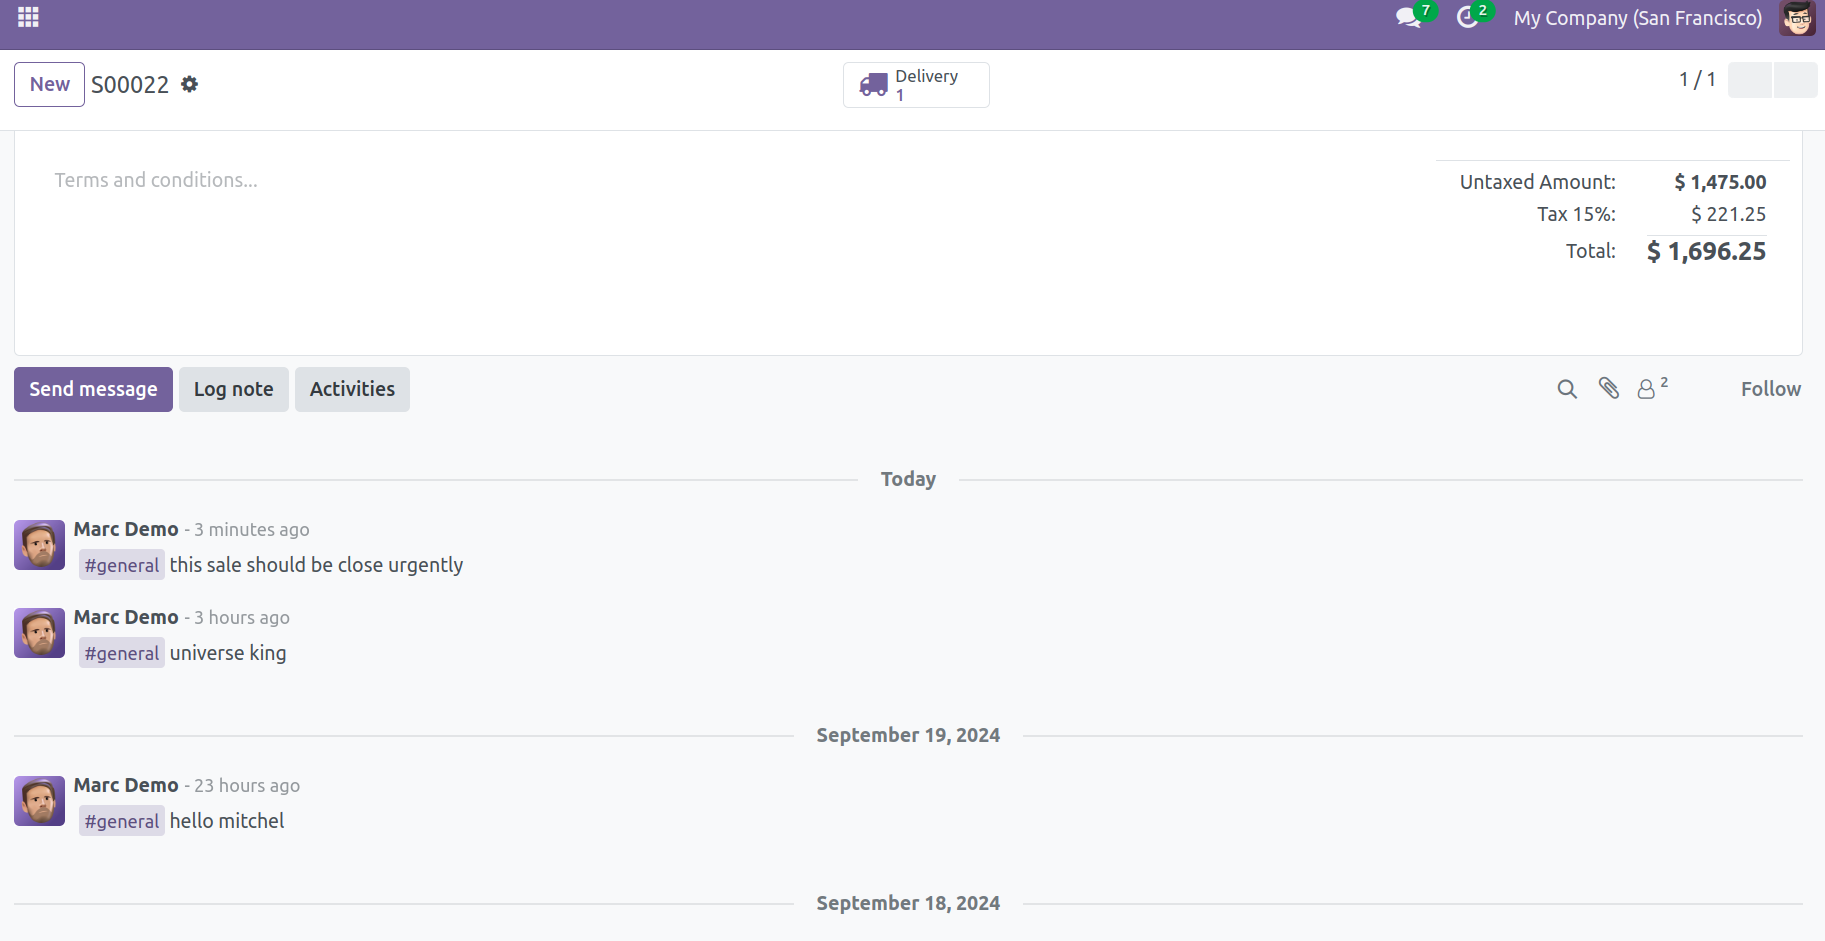 7
2
My Company (San Francisco)
New
S00022
Delivery
1
1 / 1
Terms and conditions...
Untaxed Amount: $ 1,475.00
Tax 15%: $ 221.25
Total: $ 1,696.25
Send message
Log note
Activities
2
Follow
Today
Marc Demo - 3 minutes ago
#general this sale should be close urgently
Marc Demo - 3 hours ago
#general universe king
September 19, 2024
Marc Demo - 23 hours ago
#general hello mitchel
September 18, 2024